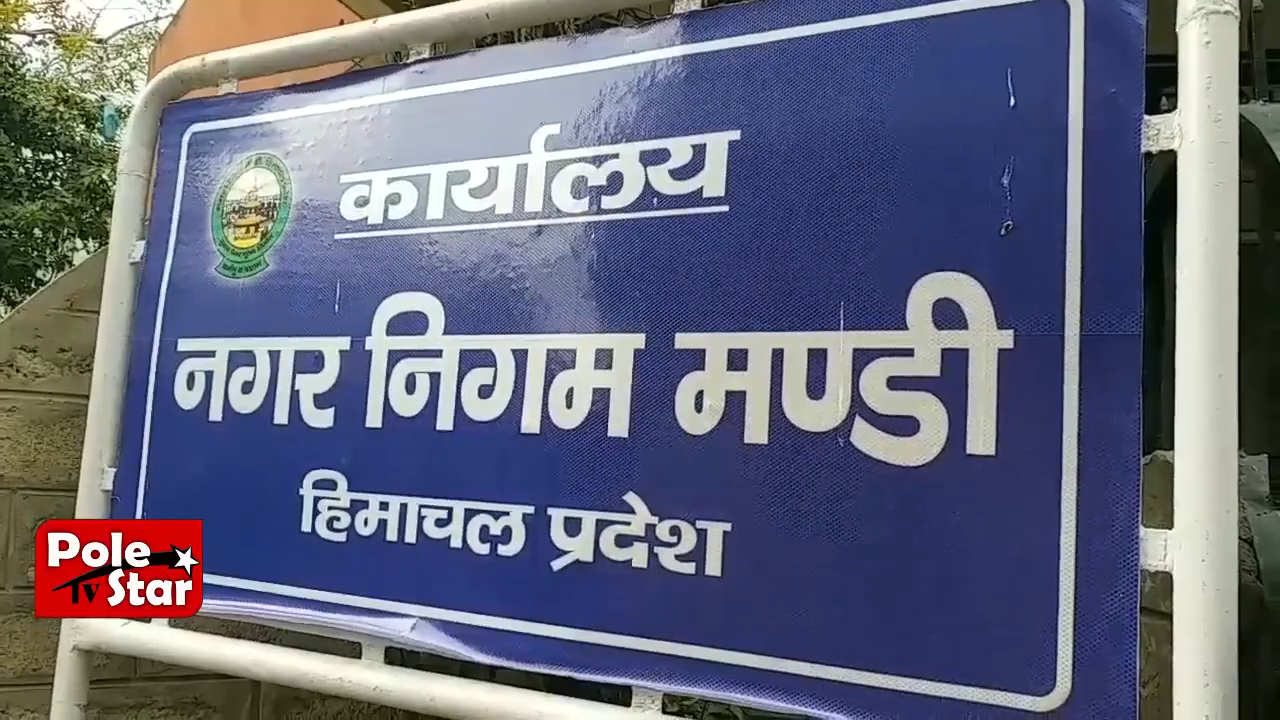 कार्यालय
नगर निगम मण्डी
हिमाचल प्रदेश
Pole
Tv Star